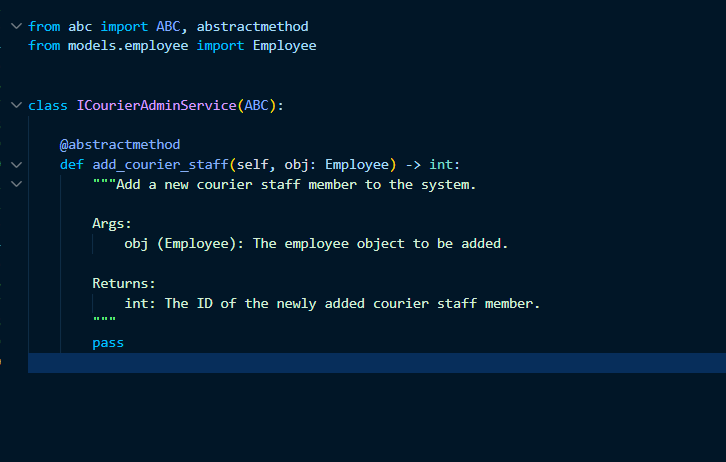 from abc import ABC, abstractmethod
from models.employee import Employee
class ICourierAdminService(ABC):
@abstractmethod
def add_courier_staff(self, obj: Employee) -> int:
"""Add a new courier staff member to the system.
Args:
obj (Employee): The employee object to be added.
Returns:
int: The ID of the newly added courier staff member.
"""
pass